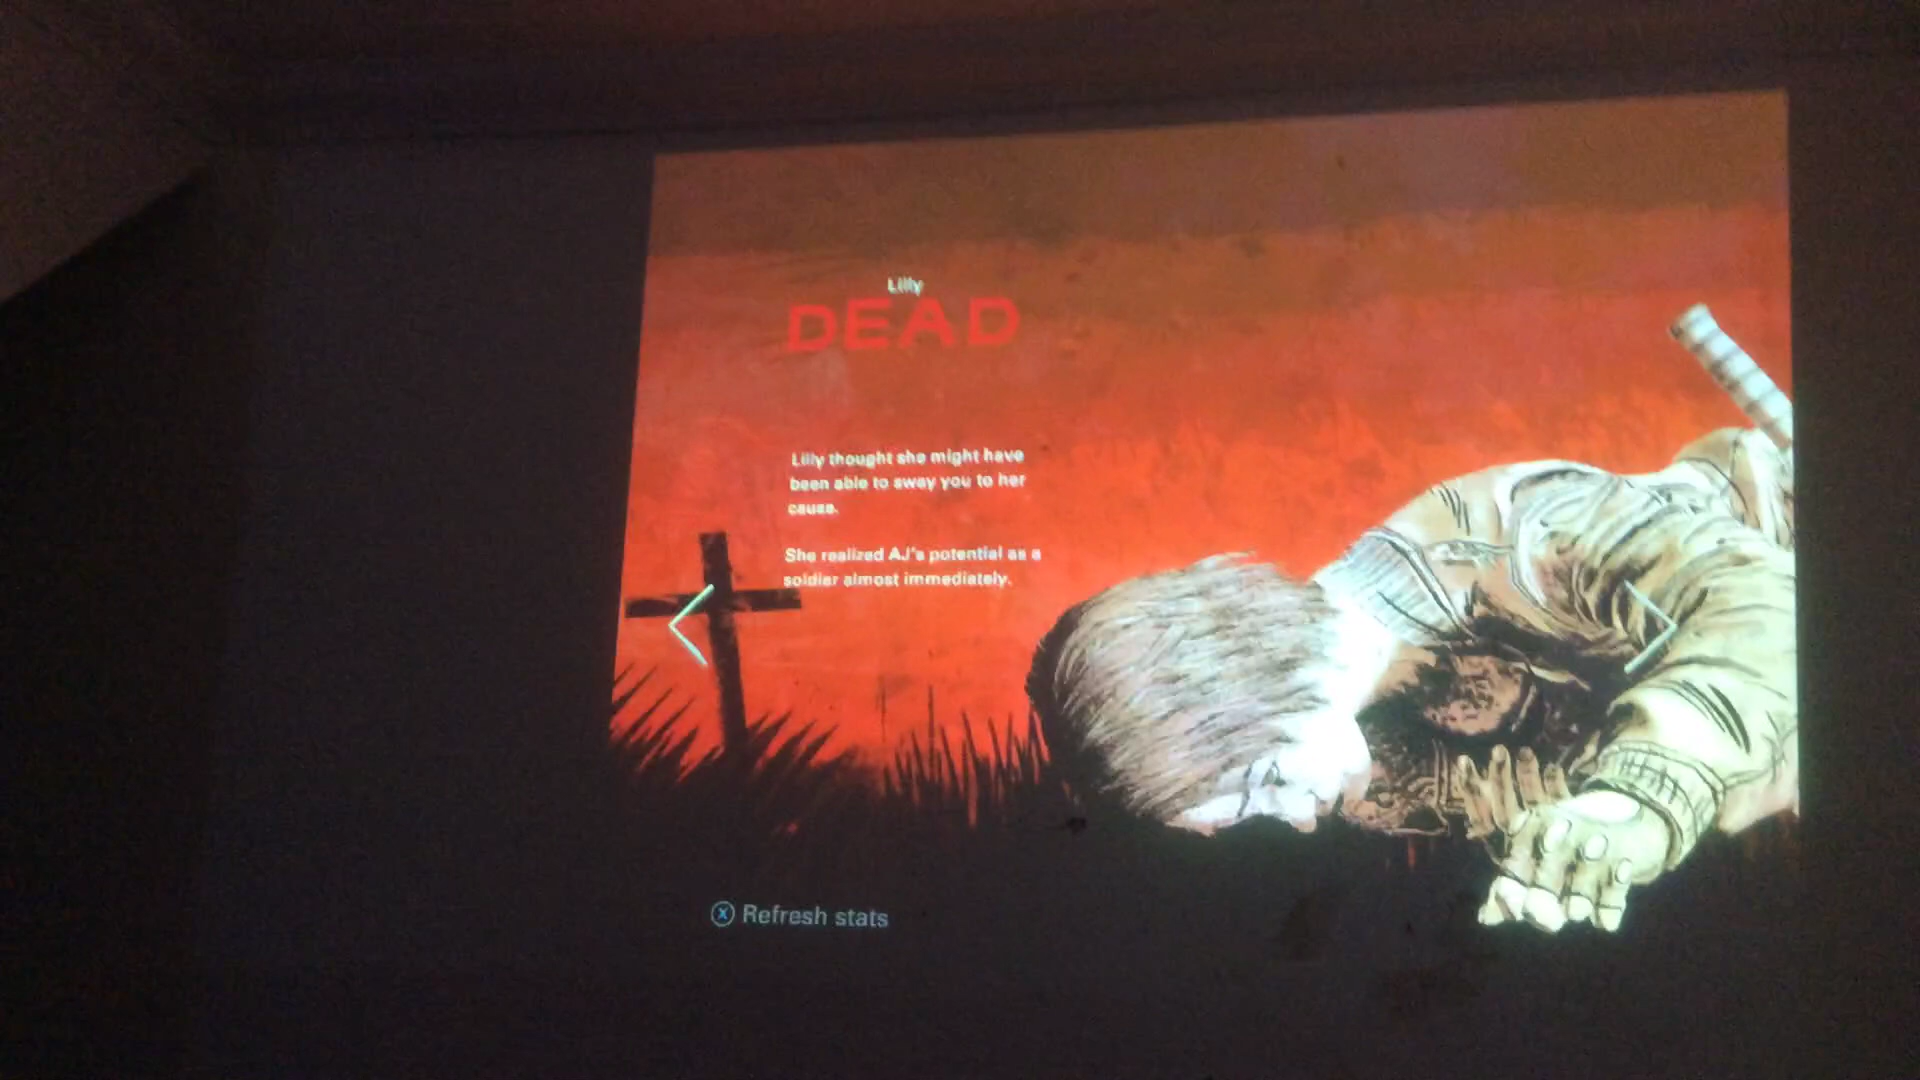 Lilly
DEAD
Lilly thought she might have
been able to sway you to her
cause.
She realized AJ's potential as a
soldier almost immediately.
X Refresh stats